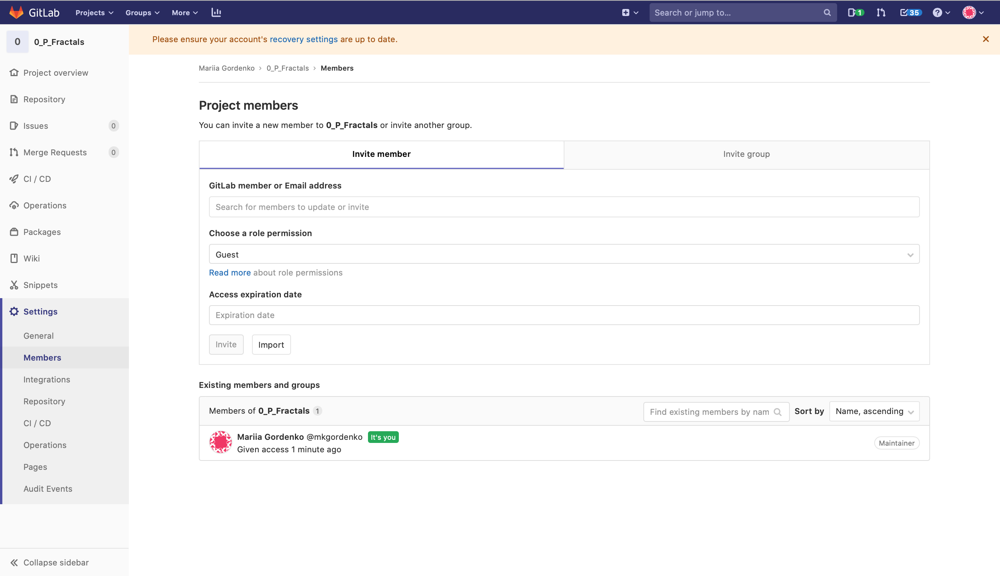 GitLab Projects Groups More Search or jump to... 1 35
0 0_P_Fractals
Please ensure your account's recovery settings are up to date.
Project overview
Repository
Issues 0
Merge Requests 0
CI / CD
Operations
Packages
Wiki
Snippets
Settings
General
Members
Integrations
Repository
CI / CD
Operations
Pages
Audit Events
Collapse sidebar
Mariia Gordenko > 0_P_Fractals > Members
Project members
You can invite a new member to 0_P_Fractals or invite another group.
Invite member Invite group
GitLab member or Email address
Search for members to update or invite
Choose a role permission
Guest
Read more about role permissions
Access expiration date
Expiration date
Invite Import
Existing members and groups
Members of 0_P_Fractals 1 Find existing members by nam Sort by Name, ascending
Mariia Gordenko @mkgordenko It's you
Given access 1 minute ago
Maintainer